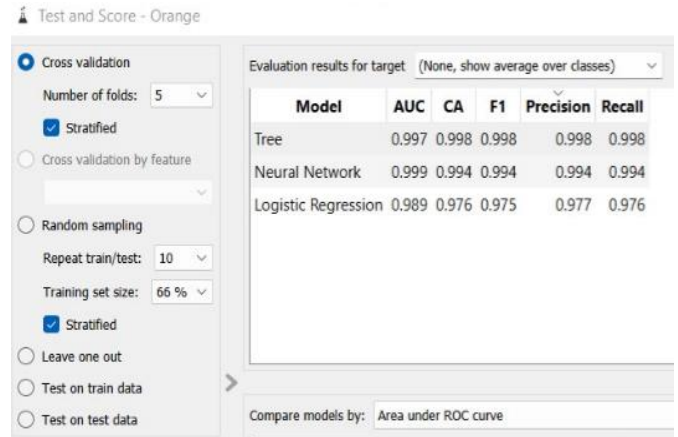 Test and Score - Orange
Cross validation
Number of folds: 5
Stratified
Cross validation by feature
Random sampling
Repeat train/test: 10
Training set size: 66 %
Stratified
Leave one out
Test on train data
Test on test data
Evaluation results for target (None, show average over classes)
Model AUC CA F1 Precision Recall
Tree 0.997 0.998 0.998 0.998 0.998
Neural Network 0.999 0.994 0.994 0.994 0.994
Logistic Regression 0.989 0.976 0.975 0.977 0.976
Compare models by: Area under ROC curve